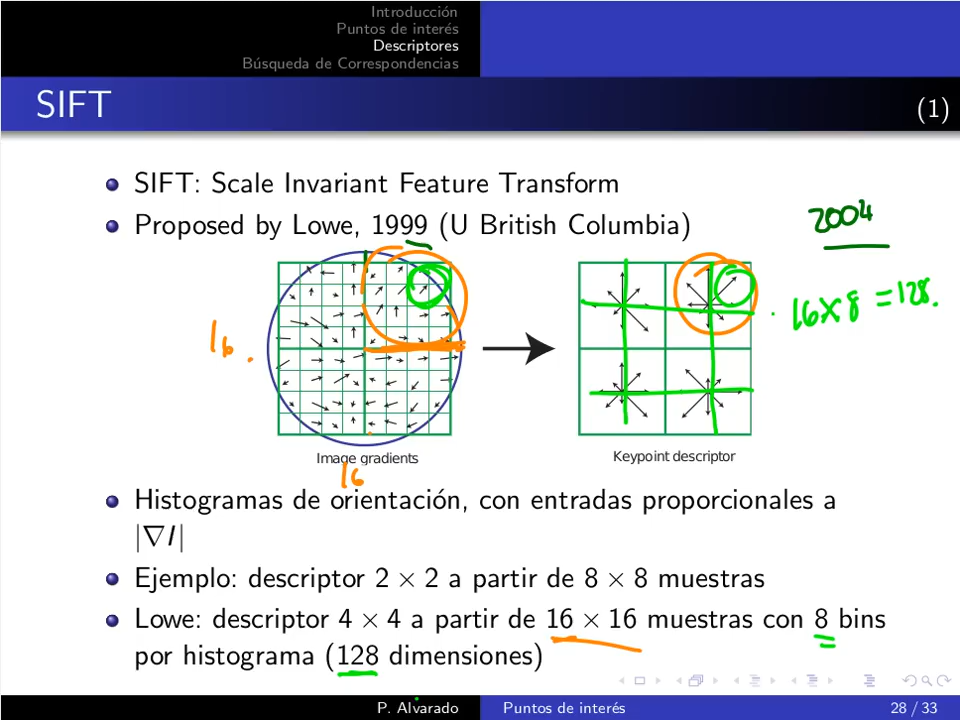 Introducción
Puntos de interés
Descriptores
Búsqueda de Correspondencias
SIFT (1)
SIFT: Scale Invariant Feature Transform
Proposed by Lowe, 1999 (U British Columbia)
2004
16×8 = 128.
16.
Image gradients
Keypoint descriptor
16
Histogramas de orientación, con entradas proporcionales a
|∇I|
Ejemplo: descriptor 2 × 2 a partir de 8 × 8 muestras
Lowe: descriptor 4 × 4 a partir de 16 × 16 muestras con 8 bins
por histograma (128 dimensiones)
P. Alvarado Puntos de interés 28 / 33